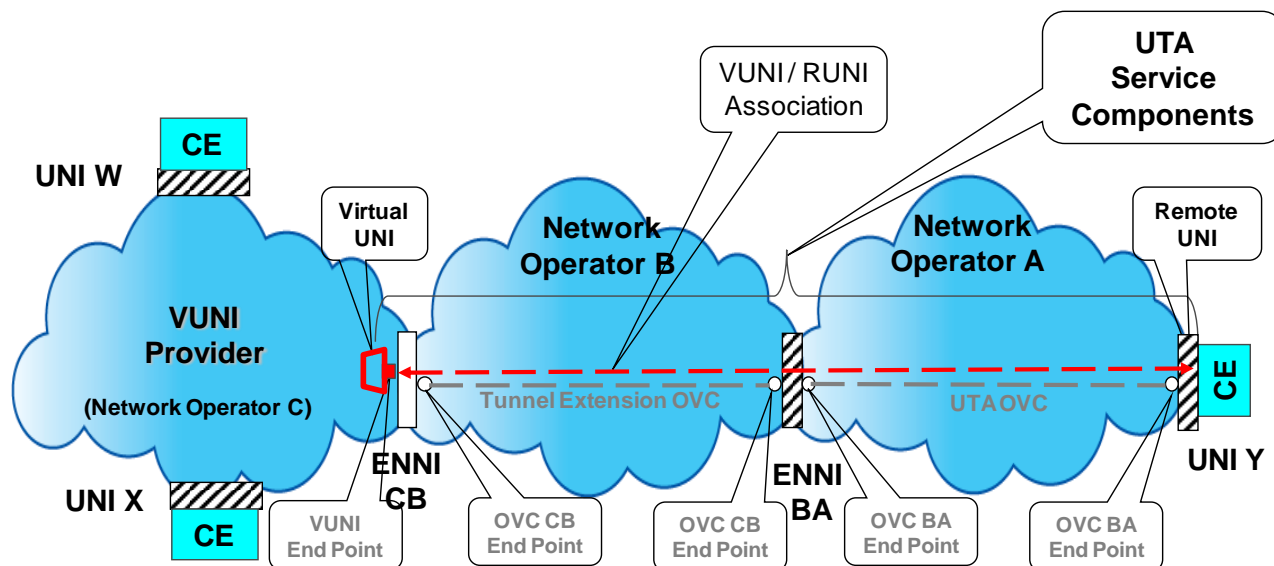 UTA
Service
Components
VUNI / RUNI
Association
CE
UNI W
Virtual
UNI
Network
Operator B
Network
Operator A
Remote
UNI
VUNI
Provider
(Network Operator C)
Tunnel Extension OVC
UTA OVC
CE
ENNI
CB
ENNI
BA
UNI Y
UNI X
CE
VUNI
End Point
OVC CB
End Point
OVC CB
End Point
OVC BA
End Point
OVC BA
End Point